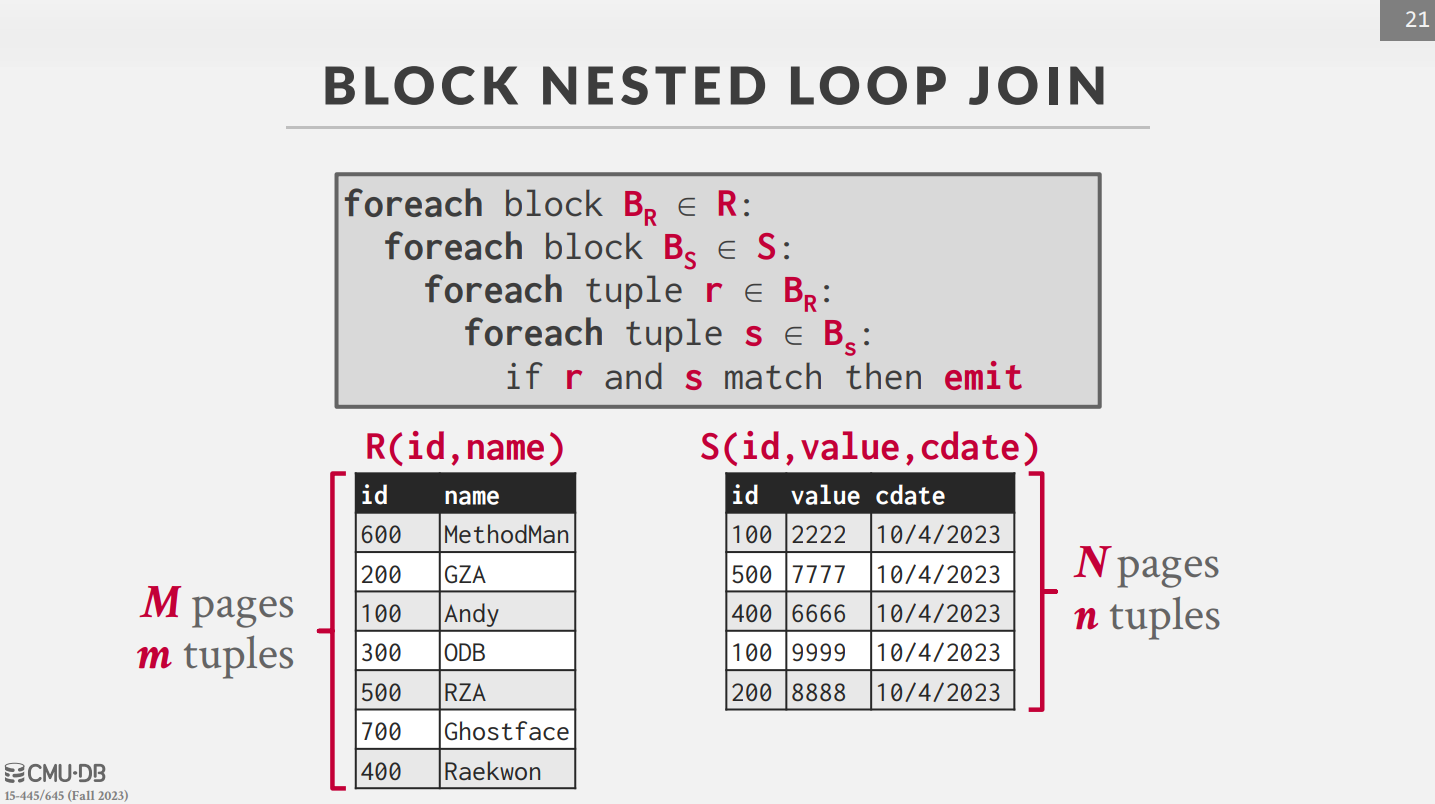 21
BLOCK NESTED LOOP JOIN
foreach block B_R ∈ R:
foreach block B_S ∈ S:
foreach tuple r ∈ B_R:
foreach tuple s ∈ B_s:
if r and s match then emit
R(id,name)
id name
600 MethodMan
200 GZA
100 Andy
300 ODB
500 RZA
700 Ghostface
400 Raekwon
M pages
m tuples
S(id,value,cdate)
id value cdate
100 2222 10/4/2023
500 7777 10/4/2023
400 6666 10/4/2023
100 9999 10/4/2023
200 8888 10/4/2023
N pages
n tuples
CMU·DB
15-445/645 (Fall 2023)